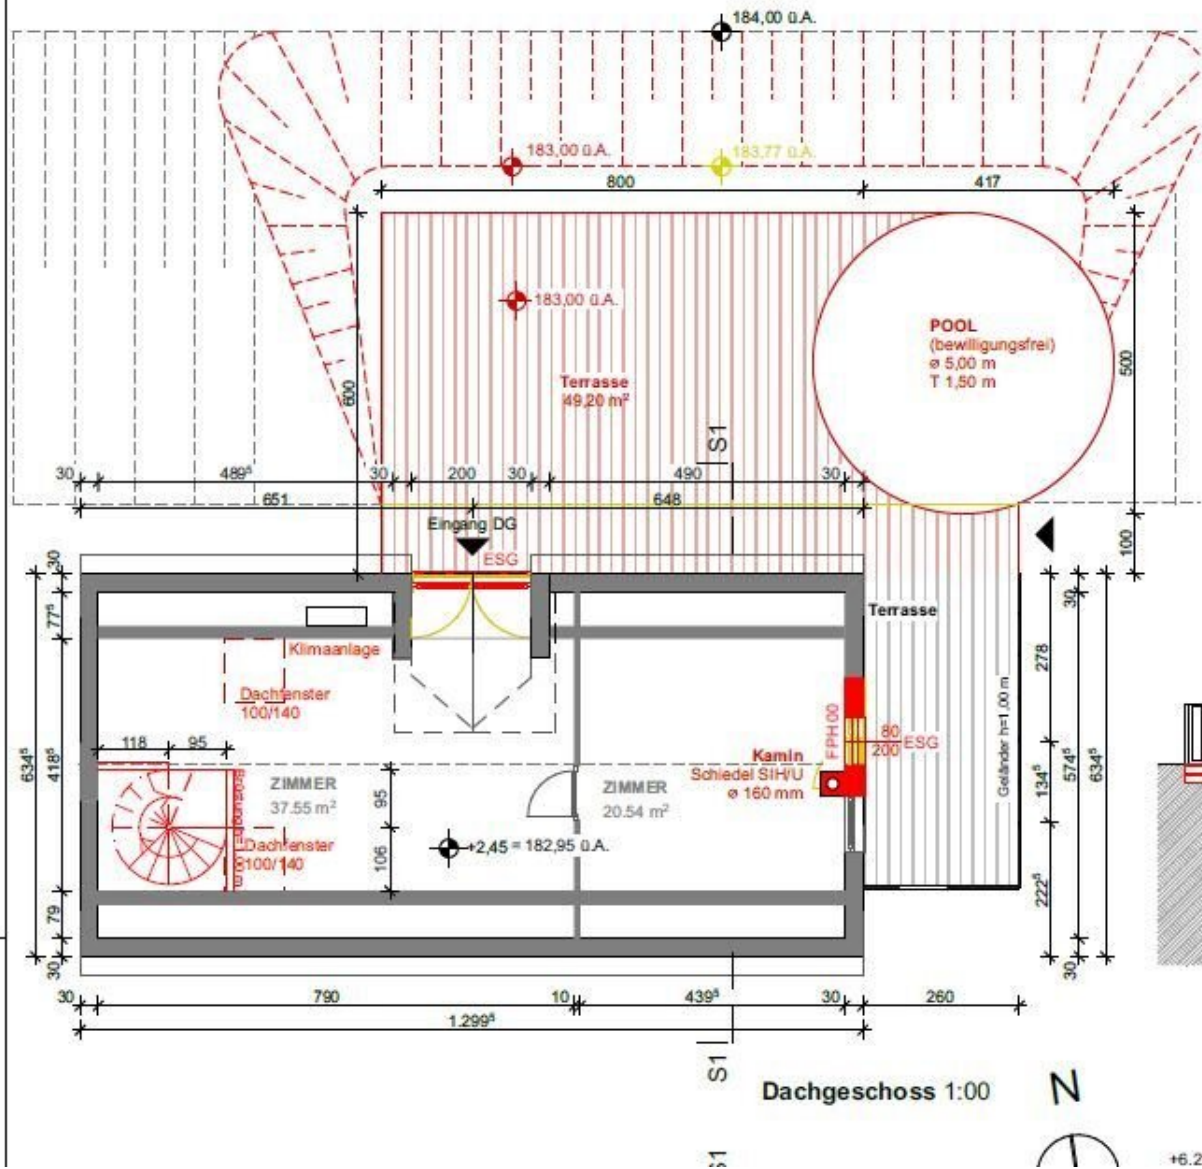 184,00 ü.A.
183,00 ü.A.
183,77 ü.A.
800
417
183,00 ü.A.
POOL
(bewilligungsfrei)
ø 5,00 m
T 1,50 m
600
500
Terrasse
49,20 m²
S1
30
489⁵
30
200
30
490
30
651
648
Eingang DG
ESG
100
30
77⁵
418⁵
634⁵
79
30
Klimaanlage
Dachfenster
100/140
118
95
ZIMMER
37.55 m²
Dachfenster
100/140
95
106
+2,45 = 182,95 ü.A.
ZIMMER
20.54 m²
Kamin
Schiedel SIH/U
ø 160 mm
FPH 00
80
200
ESG
Terrasse
Geländer h=1,00 m
30
278
134⁵
574⁵
634⁵
222⁵
30
30
790
10
439⁵
30
260
1.299⁵
S1
Dachgeschoss 1:00
N
S1
+6.2